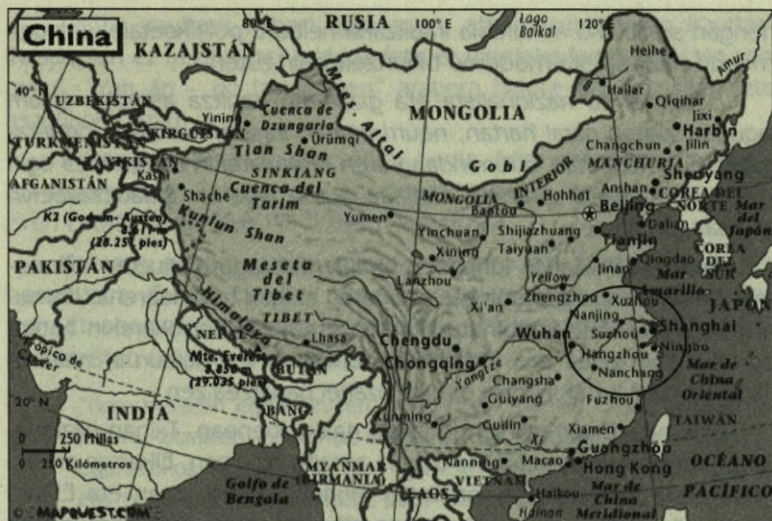 China
80° E
RUSIA
100° E
Lago
Baikal
120° E
KAZAJSTÁN
Heihe
Amur
40° N
Mtes. Altai
Hailar
UZBEKISTÁN
Yining
Cuenca de
Dzungaria
MONGOLIA
Qiqihar
Jixi
KIRGUISTÁN
Ürümqi
Harbin
TURKMENISTÁN
Tian Shan
Gobi
Changchun
Jilin
TAYIKISTÁN
Kashi
SINKIANG
MANCHURIA
AFGANISTÁN
Shache
Cuenca del
Tarim
MONGOLIA INTERIOR
Hohhot
Anshan
Shenyang
COREA DEL
NORTE
Mar
del
Japón
K2 (Godwin-Austen)
8.611 m
(28.251 pies)
Kunlun Shan
Yumen
Baotou
Beijing
Dalian
Yinchuan
Shijiazhuang
Tianjin
COREA
DEL
SUR
PAKISTÁN
Xining
Taiyuan
Meseta
del
Tibet
Lanzhou
Jinan
Qingdao
Yellow
Mar
Amarillo
Zhengzhou
Xuzhou
JAPÓN
TIBET
Xi'an
Nanjing
Himalaya
Shanghai
Suzhou
NEPAL
Lhasa
Chengdu
Wuhan
Hangzhou
Ningbo
Trópico de
Cáncer
Mte. Everest
8.850 m
(29.035 pies)
BUTÁN
Chongqing
Yangtze
Nanchang
Mar de
China
Oriental
Changsha
20° N
INDIA
BANG.
Guiyang
Fuzhou
Kunming
Guilin
TAIWÁN
Xiamen
Xi
0 250 Millas
Guangzhou
0 250 Kilómetros
MYANMAR
(BIRMANIA)
Nanning
Macao
Hong Kong
OCÉANO
PACÍFICO
Golfo de
Bengala
VIETNAM
LAOS
Haikou
Hainan
Mar de
China
Meridional
© MAPQUEST.COM